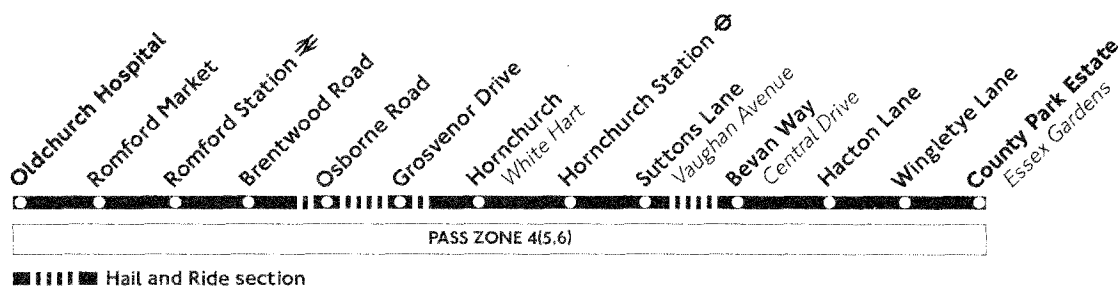 Oldchurch Hospital
Romford Market
Romford Station
Brentwood Road
Osborne Road
Grosvenor Drive
Hornchurch
White Hart
Hornchurch Station
Suttons Lane
Vaughan Avenue
Bevan Way
Central Drive
Hacton Lane
Wingletye Lane
County Park Estate
Essex Gardens
PASS ZONE 4(5,6)
Hail and Ride section